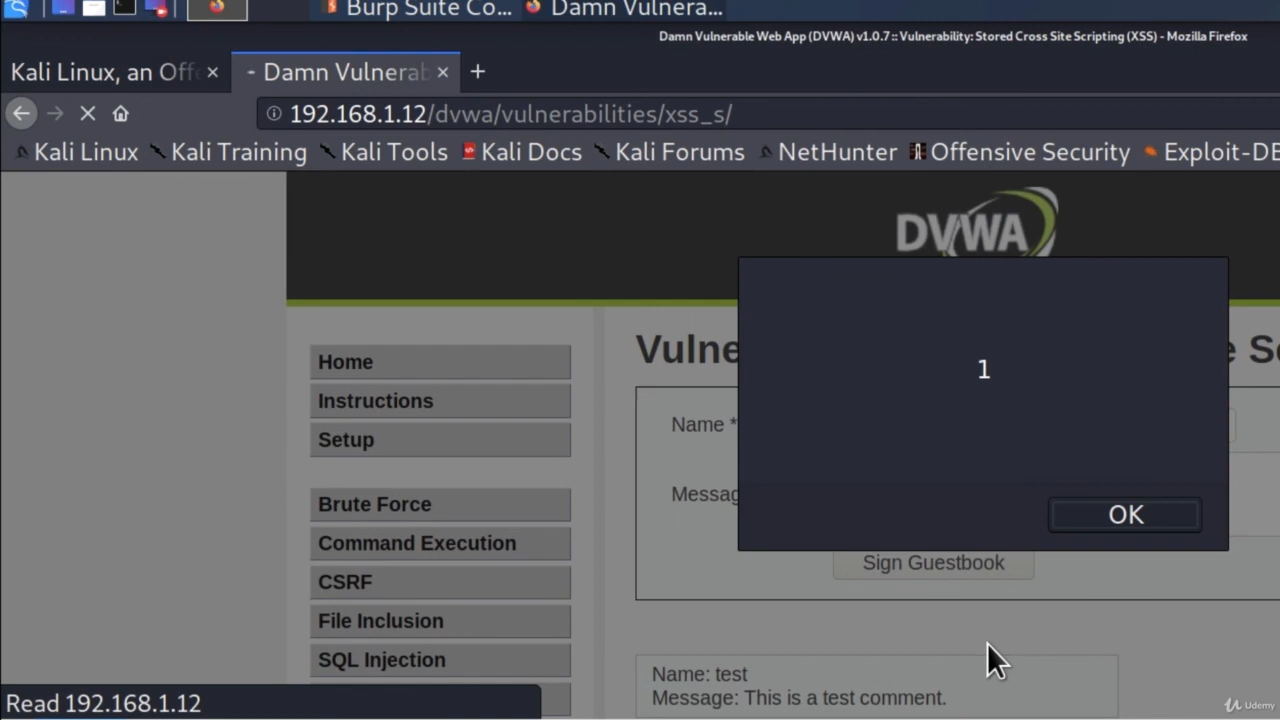 Burp Suite Co... Damn Vulnera...
Damn Vulnerable Web App (DVWA) v1.0.7 :: Vulnerability: Stored Cross Site Scripting (XSS) - Mozilla Firefox
Kali Linux, an Offe × - Damn Vulnerab × +
192.168.1.12/dvwa/vulnerabilities/xss_s/
Kali Linux Kali Training Kali Tools Kali Docs Kali Forums NetHunter Offensive Security Exploit-DB
DVWA
Vulne
e S
1
Name *
Messag
OK
Sign Guestbook
Home
Instructions
Setup
Brute Force
Command Execution
CSRF
File Inclusion
SQL Injection
Name: test
Message: This is a test comment.
Read 192.168.1.12
Udemy